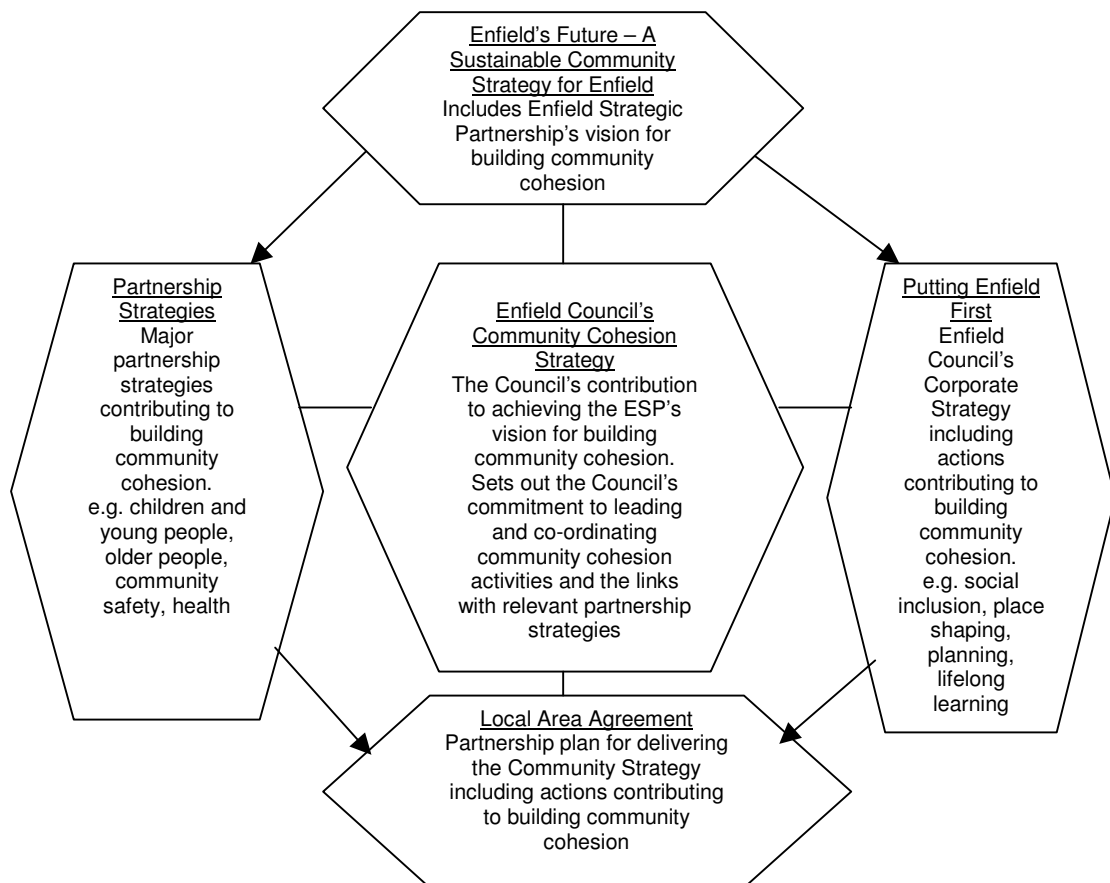 Enfield’s Future – A
Sustainable Community
Strategy for Enfield
Includes Enfield Strategic
Partnership’s vision for
building community
cohesion
Partnership
Strategies
Major
partnership
strategies
contributing to
building
community
cohesion.
e.g. children and
young people,
older people,
community
safety, health
Enfield Council’s
Community Cohesion
Strategy
The Council’s contribution
to achieving the ESP’s
vision for building
community cohesion.
Sets out the Council’s
commitment to leading
and co-ordinating
community cohesion
activities and the links
with relevant partnership
strategies
Putting Enfield
First
Enfield
Council’s
Corporate
Strategy
including
actions
contributing to
building
community
cohesion.
e.g. social
inclusion, place
shaping,
planning,
lifelong
learning
Local Area Agreement
Partnership plan for delivering
the Community Strategy
including actions contributing
to building community
cohesion